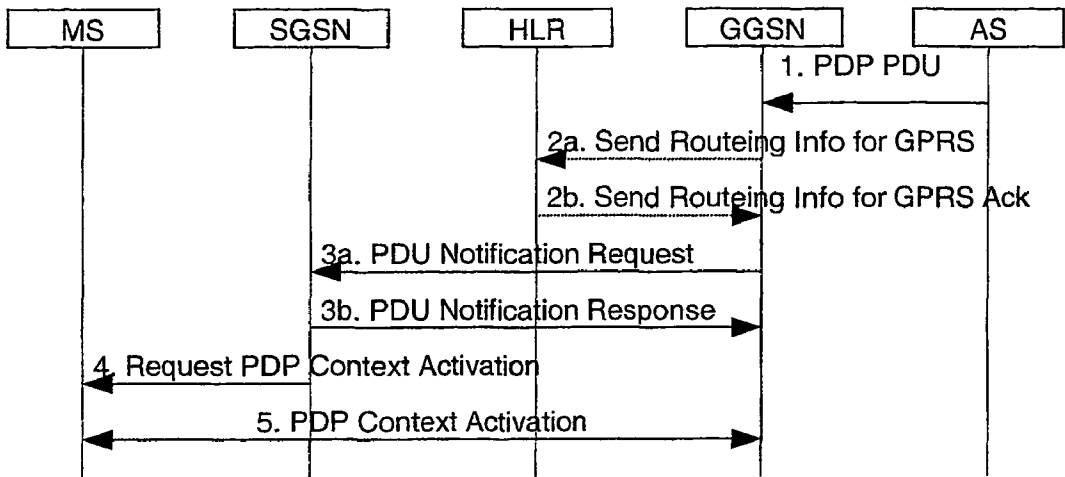 MS SGSN HLR GGSN AS
1. PDP PDU
2a. Send Routeing Info for GPRS
2b. Send Routeing Info for GPRS Ack
3a. PDU Notification Request
3b. PDU Notification Response
4. Request PDP Context Activation
5. PDP Context Activation